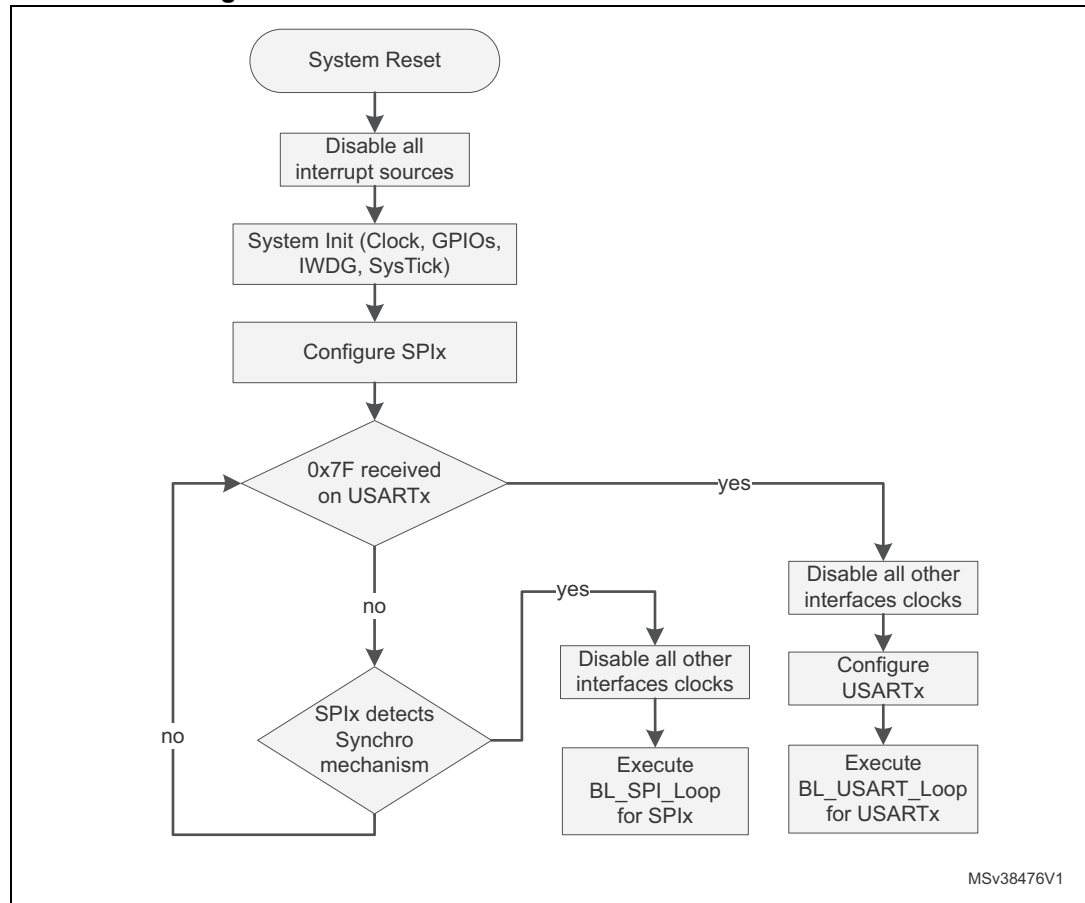 System Reset
Disable all
interrupt sources
System Init (Clock, GPIOs,
IWDG, SysTick)
Configure SPIx
0x7F received
on USARTx
yes
no
yes
Disable all other
interfaces clocks
Disable all other
interfaces clocks
Configure
USARTx
SPIx detects
Synchro
mechanism
no
Execute
BL_SPI_Loop
for SPIx
Execute
BL_USART_Loop
for USARTx
MSv38476V1